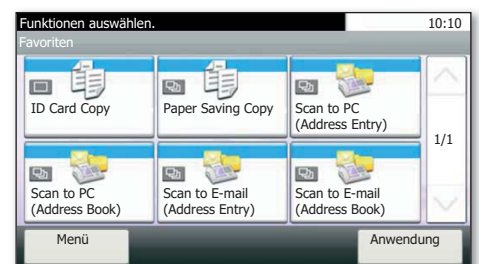 Funktionen auswählen.
10:10
Favoriten
ID Card Copy
Paper Saving Copy
Scan to PC
(Address Entry)
1/1
Scan to PC
(Address Book)
Scan to E-mail
(Address Entry)
Scan to E-mail
(Address Book)
Menü
Anwendung